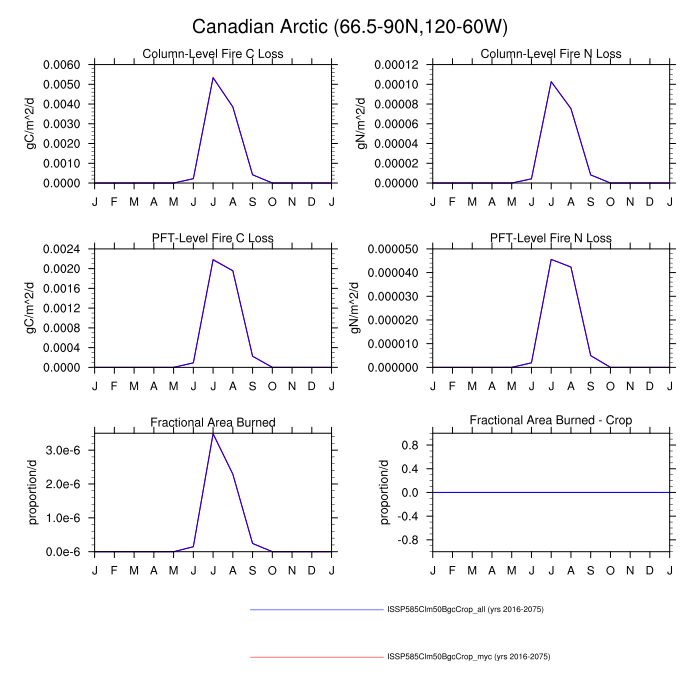 Canadian Arctic (66.5-90N,120-60W)
Column-Level Fire C Loss
gC/m^2/d
0.0060
0.0050
0.0040
0.0030
0.0020
0.0010
0.0000
J F M A M J J A S O N D J
Column-Level Fire N Loss
gN/m^2/d
0.00012
0.00010
0.00008
0.00006
0.00004
0.00002
0.00000
J F M A M J J A S O N D J
PFT-Level Fire C Loss
gC/m^2/d
0.0024
0.0020
0.0016
0.0012
0.0008
0.0004
0.0000
J F M A M J J A S O N D J
PFT-Level Fire N Loss
gN/m^2/d
0.000050
0.000040
0.000030
0.000020
0.000010
0.000000
J F M A M J J A S O N D J
Fractional Area Burned
proportion/d
3.0e-6
2.0e-6
1.0e-6
0.0e-6
J F M A M J J A S O N D J
Fractional Area Burned - Crop
proportion/d
0.8
0.4
0.0
-0.4
-0.8
J F M A M J J A S O N D J
ISSP585Clm50BgcCrop_all (yrs 2016-2075)
ISSP585Clm50BgcCrop_myc (yrs 2016-2075)